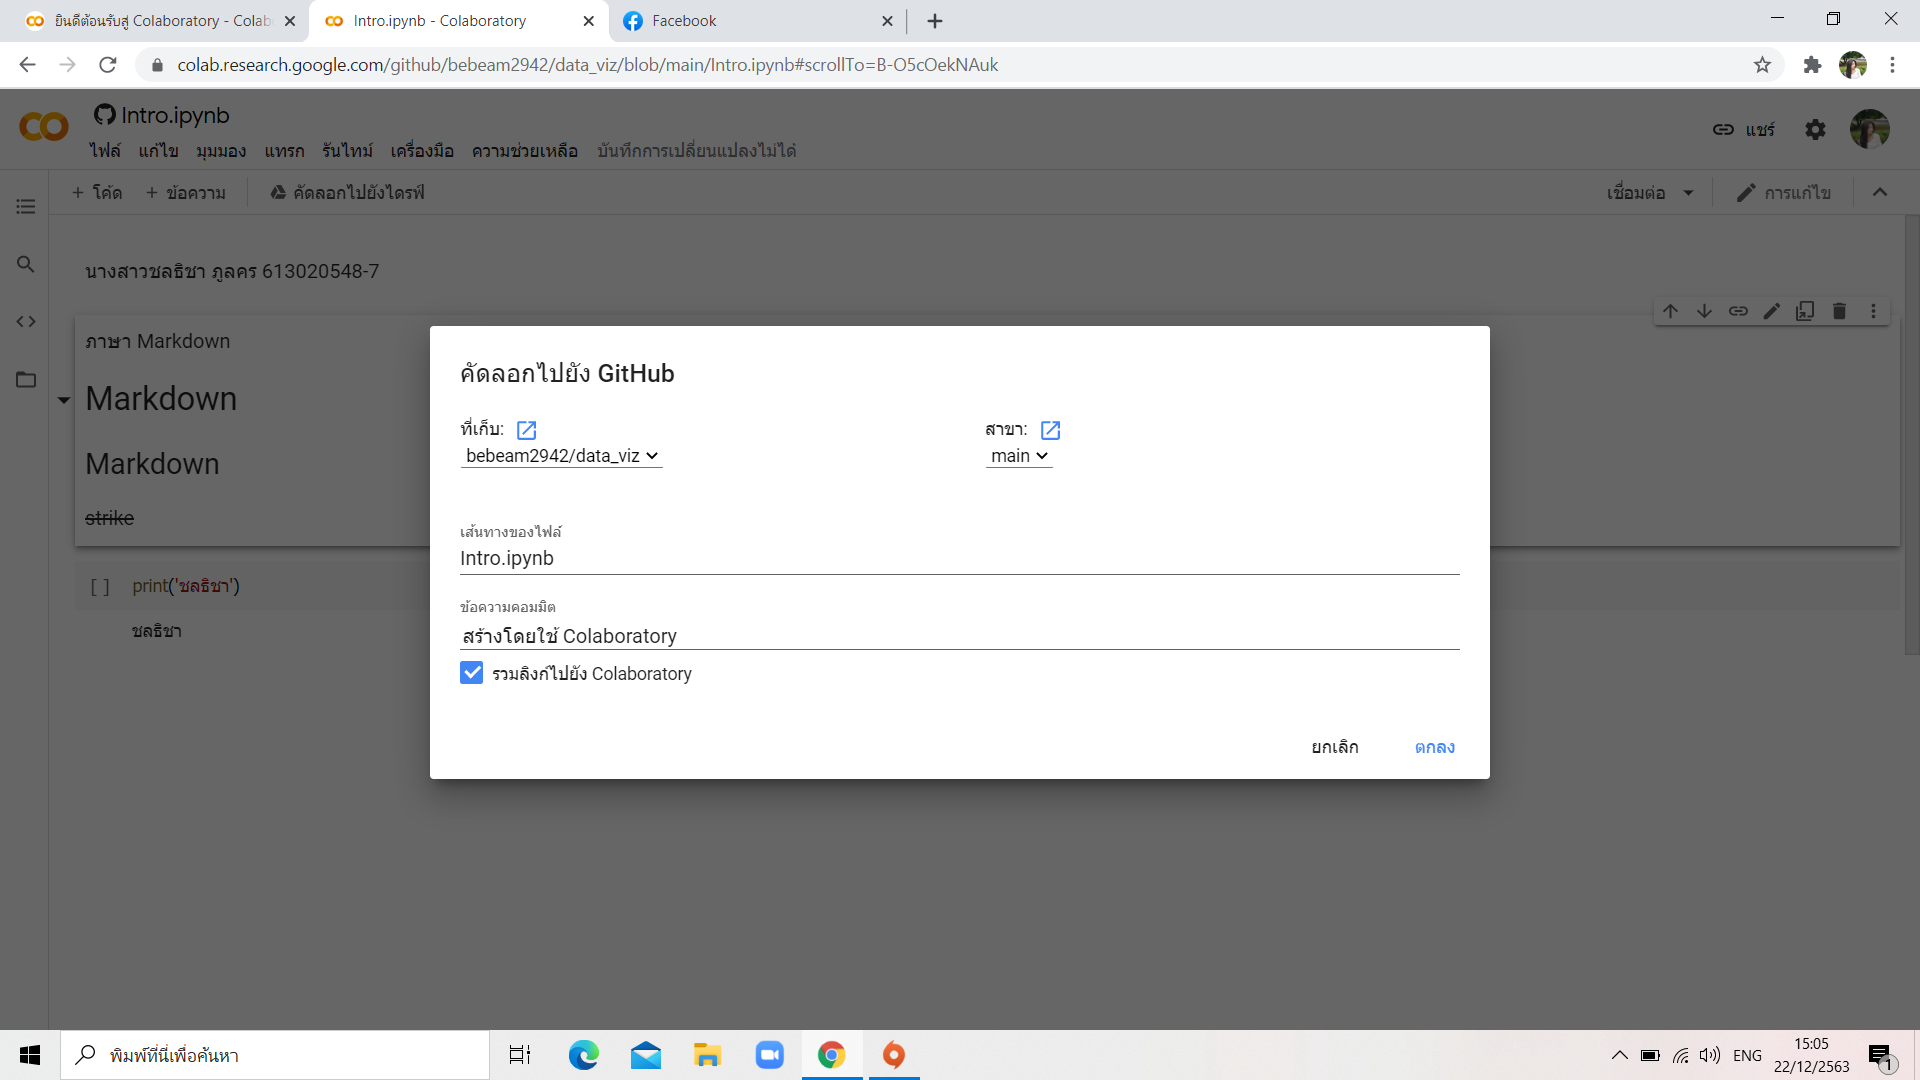 ยินดีต้อนรับสู่ Colaboratory - Colab
Intro.ipynb - Colaboratory
Facebook
colab.research.google.com/github/bebeam2942/data_viz/blob/main/Intro.ipynb#scrollTo=B-O5cOekNAuk
Intro.ipynb
แชร์
ไฟล์ แก้ไข มุมมอง แทรก รันไทม์ เครื่องมือ ความช่วยเหลือ บันทึกการเปลี่ยนแปลงไม่ได้
+ โค้ด + ข้อความ คัดลอกไปยังไดรฟ์
เชื่อมต่อ การแก้ไข
นางสาวชลธิชา ภูลคร 613020548-7
ภาษา Markdown
Markdown
Markdown
strike
[ ] print('ชลธิชา')
ชลธิชา
คัดลอกไปยัง GitHub
ที่เก็บ: สาขา:
bebeam2942/data_viz main
เส้นทางของไฟล์
Intro.ipynb
ข้อความคอมมิต
สร้างโดยใช้ Colaboratory
รวมลิงก์ไปยัง Colaboratory
ยกเลิก ตกลง
พิมพ์ที่นี่เพื่อค้นหา
ENG
15:05
22/12/2563
1